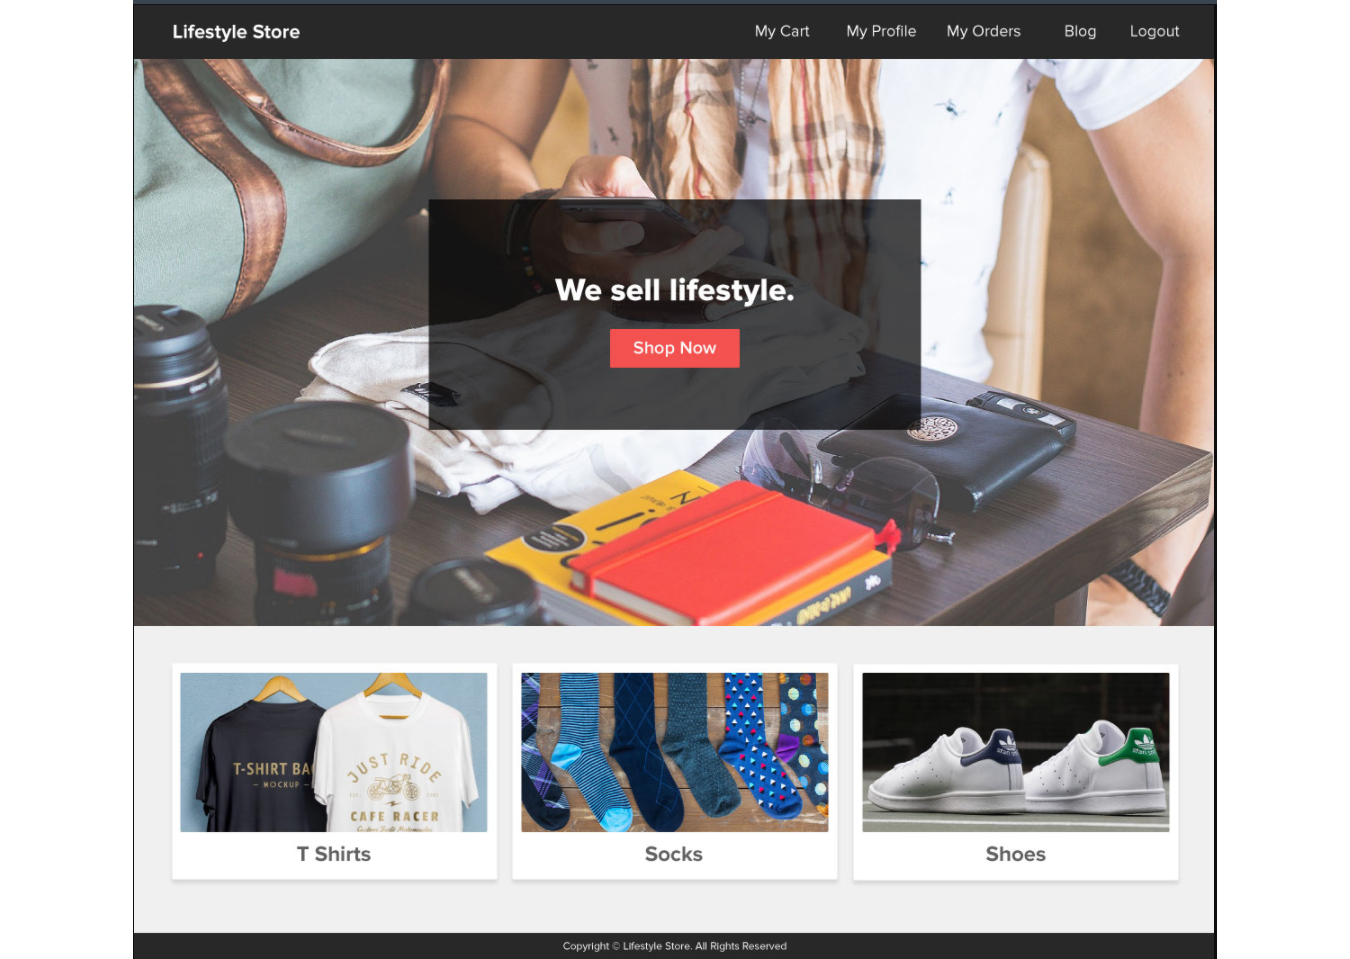 Lifestyle Store
My Cart
My Profile
My Orders
Blog
Logout
We sell lifestyle.
Shop Now
T-SHIRT BA
– MOCKUP –
JUST RIDE
CAFE RACER
T Shirts
Socks
Shoes
Copyright © Lifestyle Store. All Rights Reserved